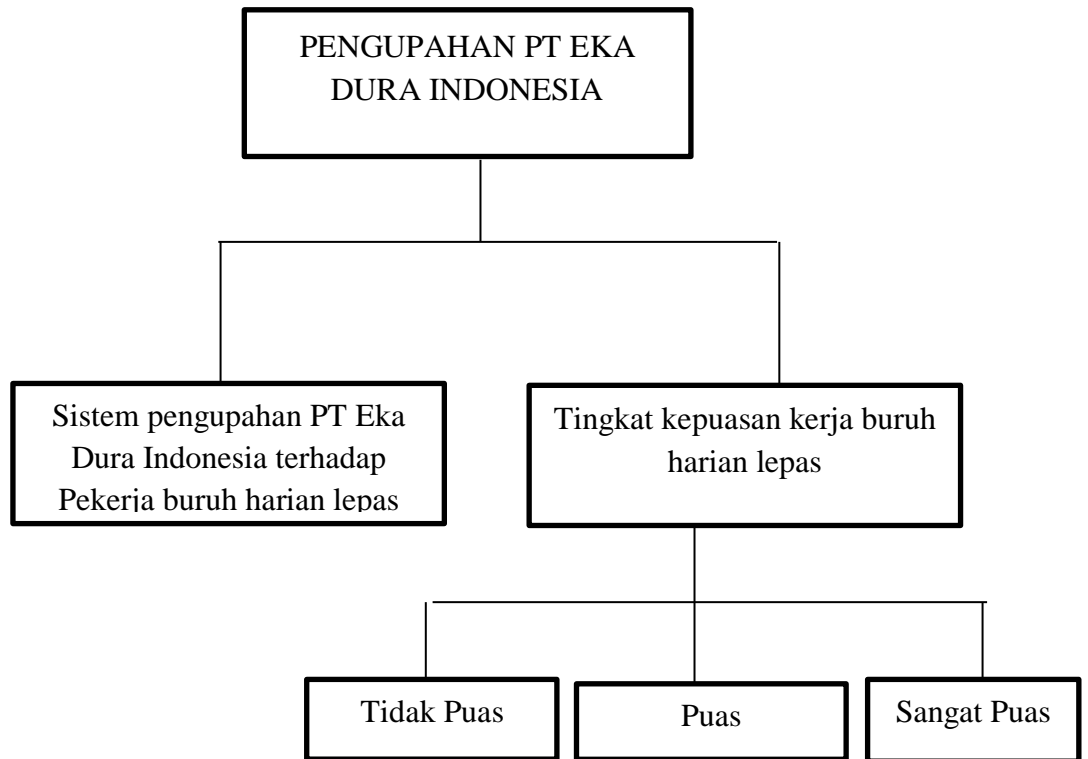 PENGUPAHAN PT EKA
DURA INDONESIA
Sistem pengupahan PT Eka
Dura Indonesia terhadap
Pekerja buruh harian lepas
Tingkat kepuasan kerja buruh
harian lepas
Tidak Puas
Puas
Sangat Puas